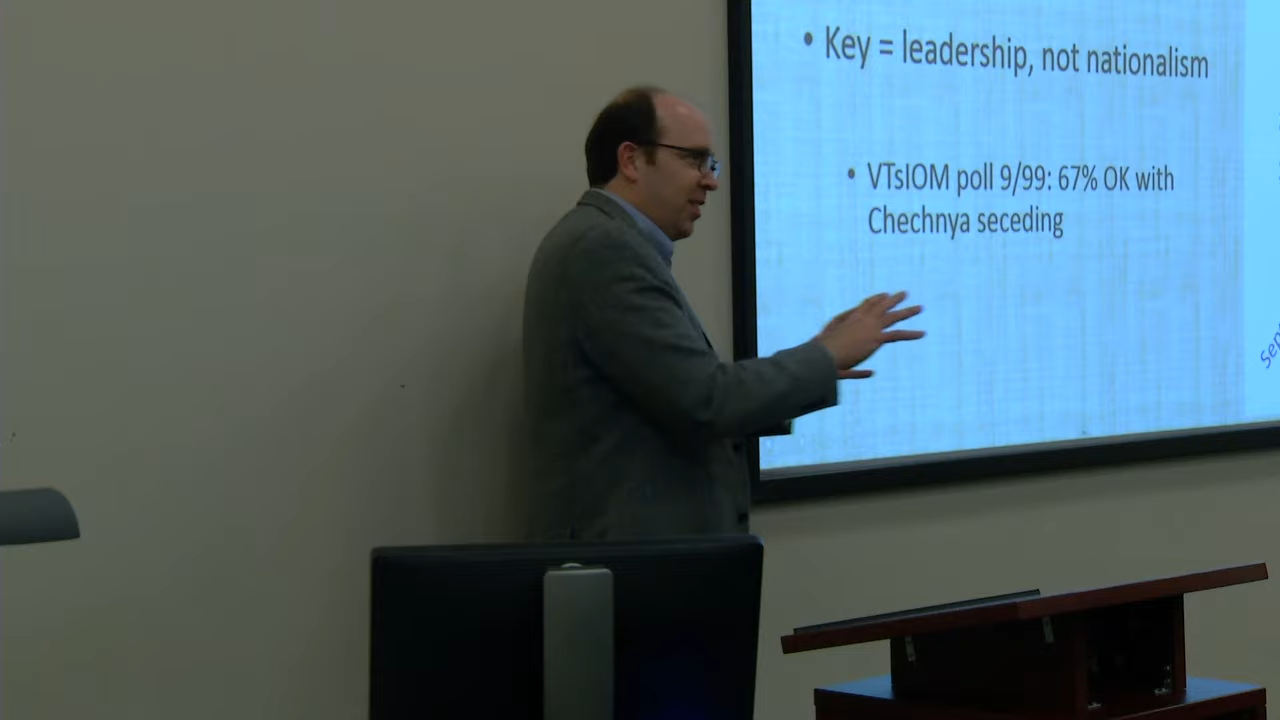 • Key = leadership, not nationalism
• VTsIOM poll 9/99: 67% OK with
Chechnya seceding